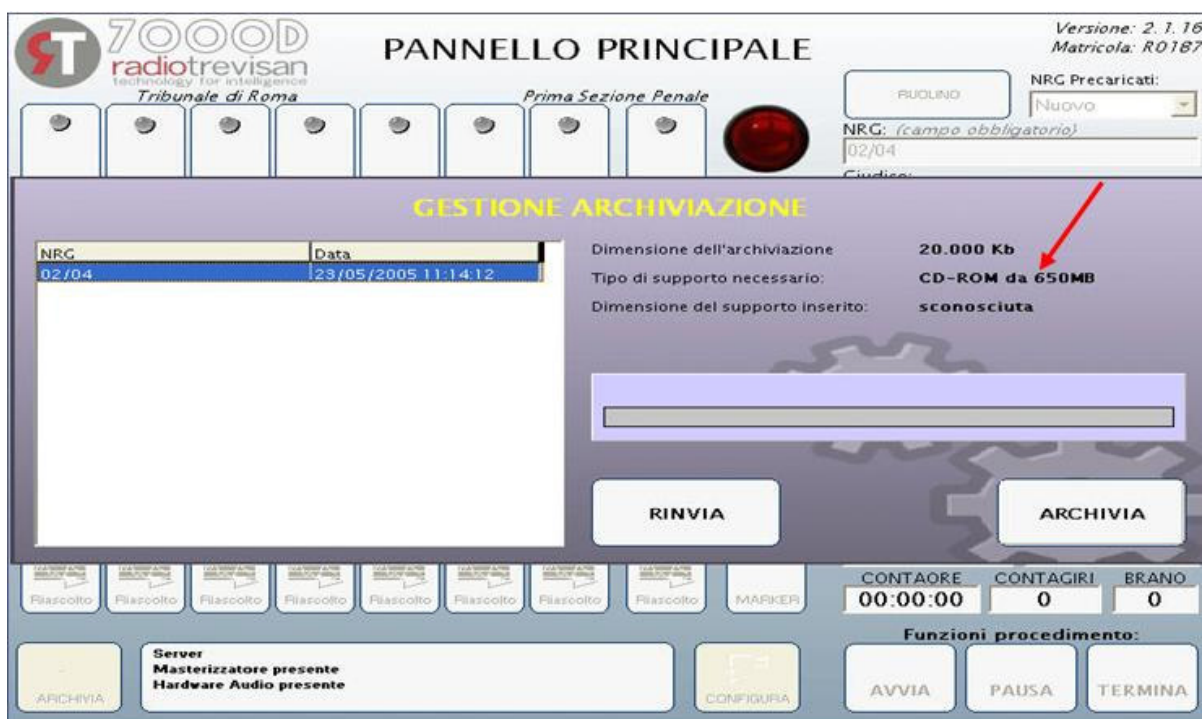 7000D
radiotrevisan
technology for intelligence
PANNELLO PRINCIPALE
Versione: 2.1.16
Matricola: R0187
Tribunale di Roma
Prima Sezione Penale
RUOLINO
NRG Precaricati:
Nuovo
NRG: (campo obbligatorio)
02/04
Giudice:
GESTIONE ARCHIVIAZIONE
NRG Data
02/04 23/05/2005 11:14:12
Dimensione dell'archiviazione 20.000 Kb
Tipo di supporto necessario: CD-ROM da 650MB
Dimensione del supporto inserito: sconosciuta
RINVIA
ARCHIVIA
Riascolto Riascolto Riascolto Riascolto Riascolto Riascolto Riascolto Riascolto MARKER
CONTAORE CONTAGIRI BRANO
00:00:00 0 0
Funzioni procedimento:
ARCHIVIA
Server
Masterizzatore presente
Hardware Audio presente
CONFIGURA
AVVIA PAUSA TERMINA